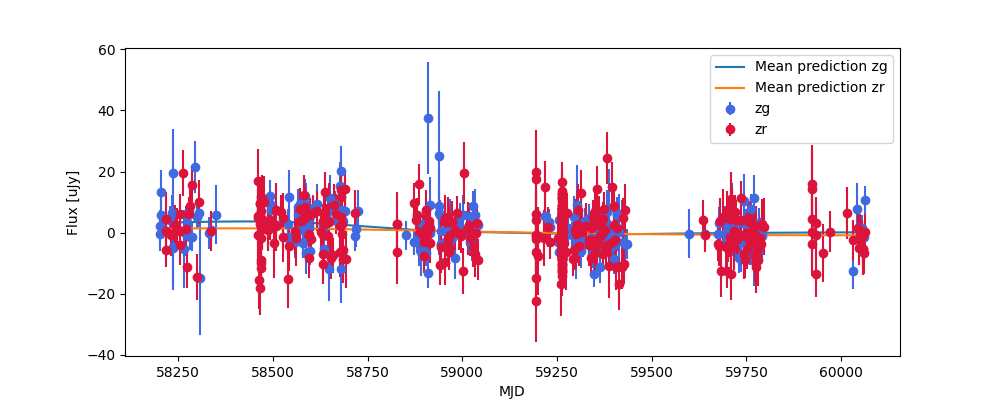 60
40
20
0
−20
−40
Flux [uJy]
58250
58500
58750
59000
59250
59500
59750
60000
MJD
Mean prediction zg
Mean prediction zr
zg
zr